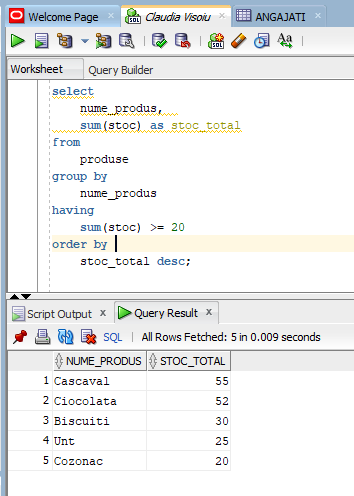 Welcome Page x Claudia Visoiu x ANGAJATI
SQL
Aa
Worksheet Query Builder
select
nume_produs,
sum(stoc) as stoc_total
from
produse
group by
nume_produs
having
sum(stoc) >= 20
order by
stoc_total desc;
Script Output x Query Result x
SQL All Rows Fetched: 5 in 0.009 seconds
NUME_PRODUS STOC_TOTAL
1 Cascaval 55
2 Ciocolata 52
3 Biscuiti 30
4 Unt 25
5 Cozonac 20